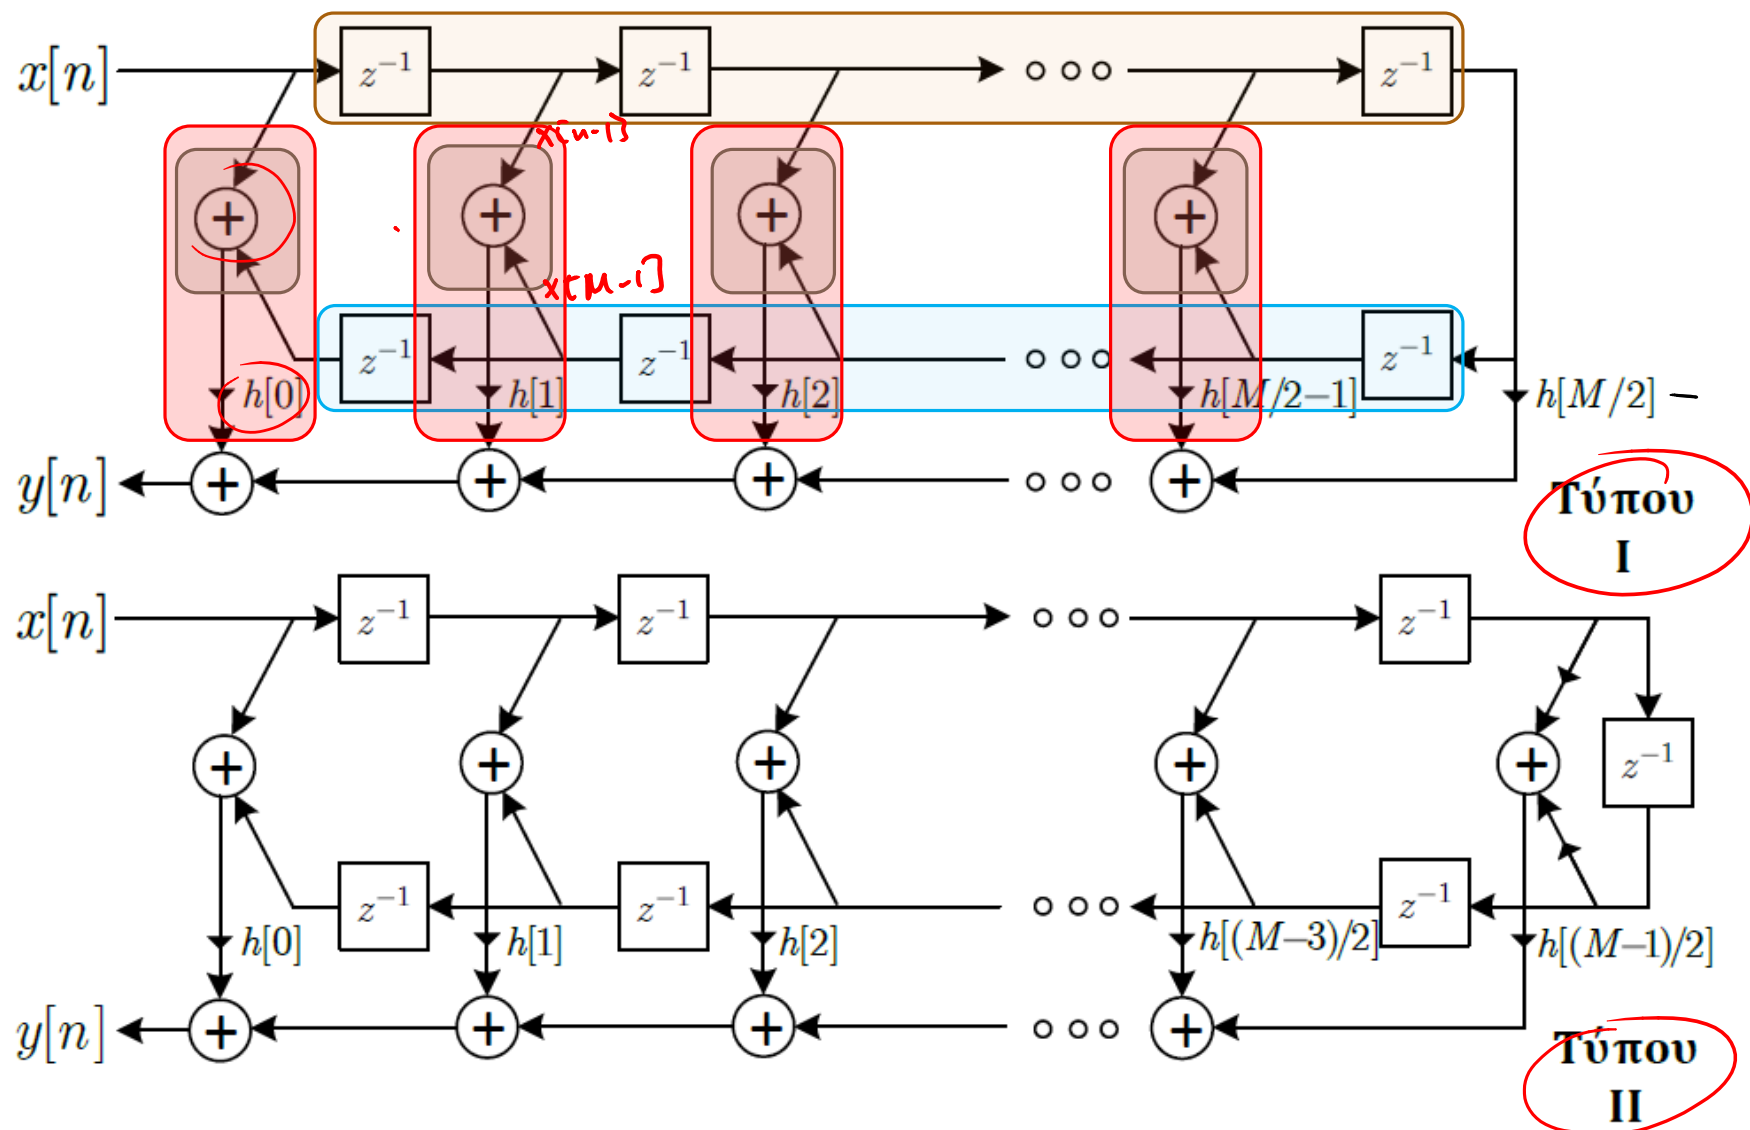 x[n] z⁻¹ z⁻¹ z⁻¹
x[n-1]
+ + + +
x[M-1]
z⁻¹ z⁻¹ z⁻¹
h[0] h[1] h[2] h[M/2−1] h[M/2]
y[n] + + + +
Τύπου
I
x[n] z⁻¹ z⁻¹ z⁻¹
+ + + + + z⁻¹
z⁻¹ z⁻¹ z⁻¹
h[0] h[1] h[2] h[(M−3)/2] h[(M−1)/2]
y[n] + + + +
Τύπου
II